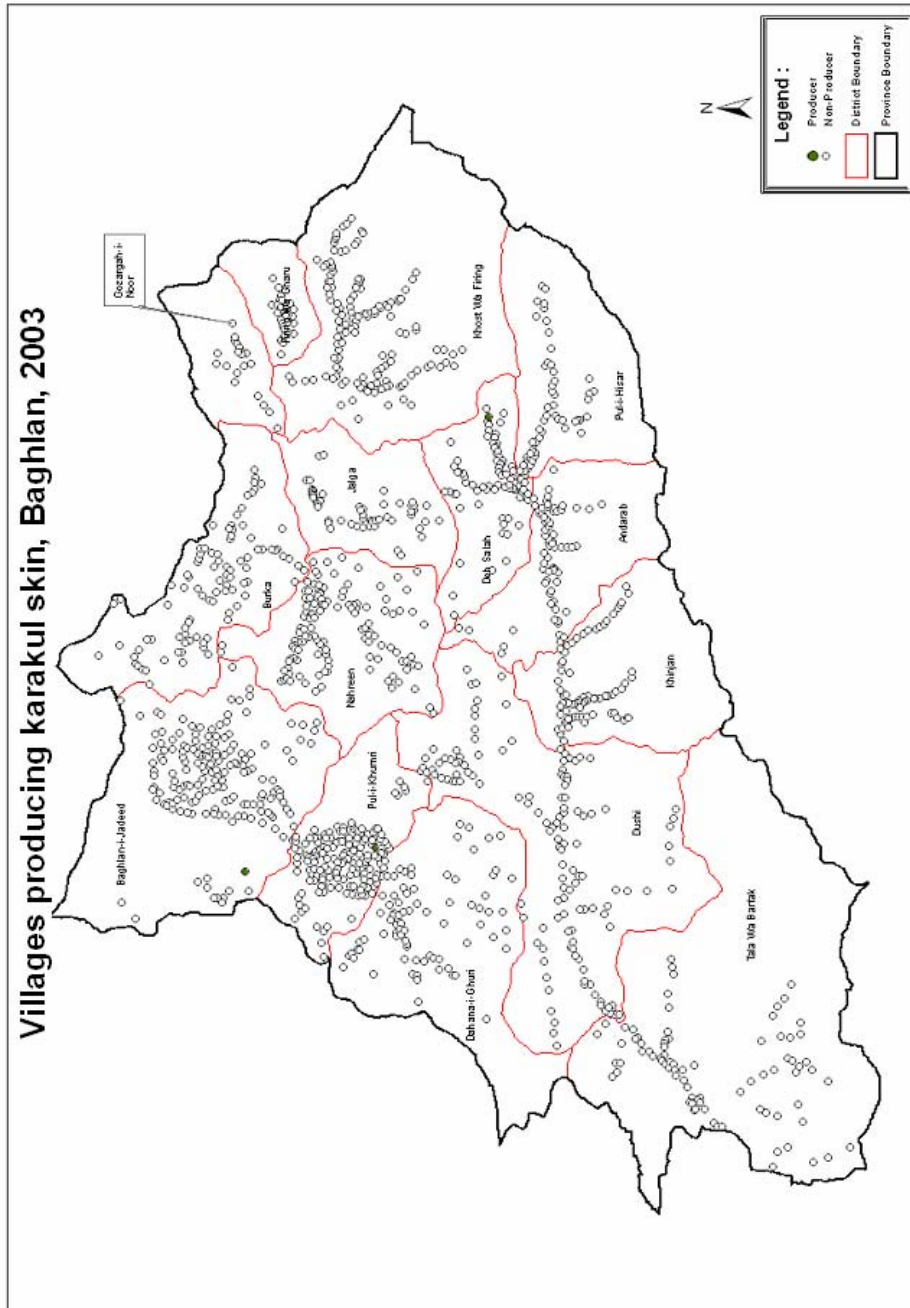 Villages producing karakul skin, Baghlan, 2003
Gozargah-i-
Noor
Wa Gharu
Baghlan-i-Jadeed
Burka
Jalga
Khost Wa Firing
Nahreen
Pul-i-Khumri
Deh Salah
Pul-i-Hisar
Andarab
Dahana-i-Ghuri
Khinjan
Dushi
Tala Wa Barfak
N
Legend :
Producer
Non-Producer
District Boundary
Province Boundary